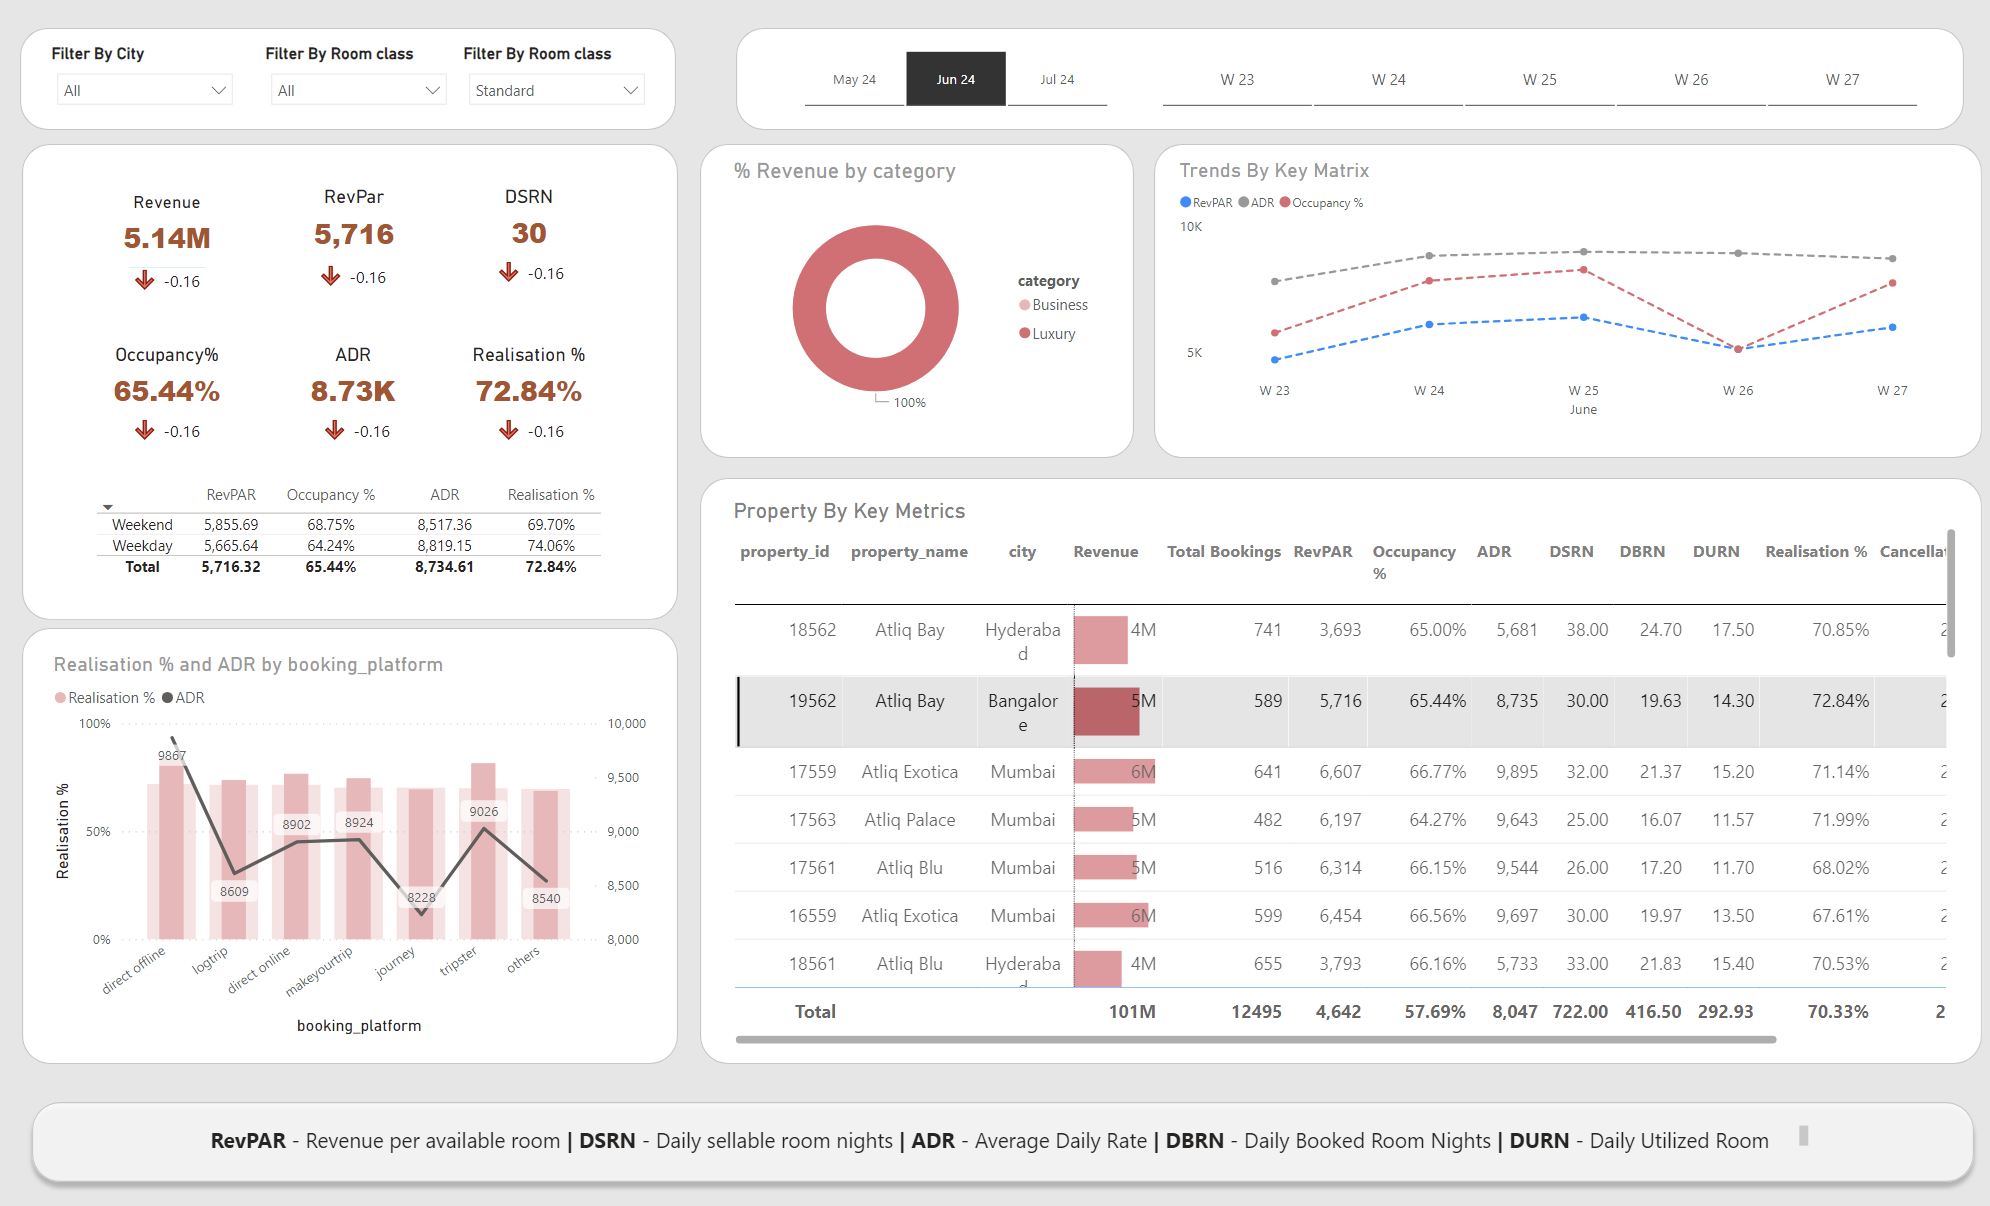 Filter By City
Filter By Room class
Filter By Room class
All
All
Standard
May 24
Jun 24
Jul 24
W 23
W 24
W 25
W 26
W 27
Revenue
5.14M
-0.16
RevPar
5,716
-0.16
DSRN
30
-0.16
Occupancy%
65.44%
-0.16
ADR
8.73K
-0.16
Realisation %
72.84%
-0.16
RevPAR Occupancy % ADR Realisation %
Weekend 5,855.69 68.75% 8,517.36 69.70%
Weekday 5,665.64 64.24% 8,819.15 74.06%
Total 5,716.32 65.44% 8,734.61 72.84%
% Revenue by category
100%
category
Business
Luxury
Trends By Key Matrix
RevPAR ADR Occupancy %
10K
5K
W 23 W 24 W 25 W 26 W 27
June
Realisation % and ADR by booking_platform
Realisation % ADR
Realisation %
100%
50%
0%
10,000
9,500
9,000
8,500
8,000
9867
8609
8902
8924
8228
9026
8540
direct offline
logtrip
direct online
makeyourtrip
journey
tripster
others
booking_platform
Property By Key Metrics
property_id property_name city Revenue Total Bookings RevPAR Occupancy % ADR DSRN DBRN DURN Realisation % Cancellat
18562 Atliq Bay Hyderabad 4M 741 3,693 65.00% 5,681 38.00 24.70 17.50 70.85% 2
19562 Atliq Bay Bangalore 5M 589 5,716 65.44% 8,735 30.00 19.63 14.30 72.84% 2
17559 Atliq Exotica Mumbai 6M 641 6,607 66.77% 9,895 32.00 21.37 15.20 71.14% 2
17563 Atliq Palace Mumbai 5M 482 6,197 64.27% 9,643 25.00 16.07 11.57 71.99% 2
17561 Atliq Blu Mumbai 5M 516 6,314 66.15% 9,544 26.00 17.20 11.70 68.02% 2
16559 Atliq Exotica Mumbai 6M 599 6,454 66.56% 9,697 30.00 19.97 13.50 67.61% 2
18561 Atliq Blu Hyderabad 4M 655 3,793 66.16% 5,733 33.00 21.83 15.40 70.53% 2
Total 101M 12495 4,642 57.69% 8,047 722.00 416.50 292.93 70.33% 2
RevPAR - Revenue per available room | DSRN - Daily sellable room nights | ADR - Average Daily Rate | DBRN - Daily Booked Room Nights | DURN - Daily Utilized Room